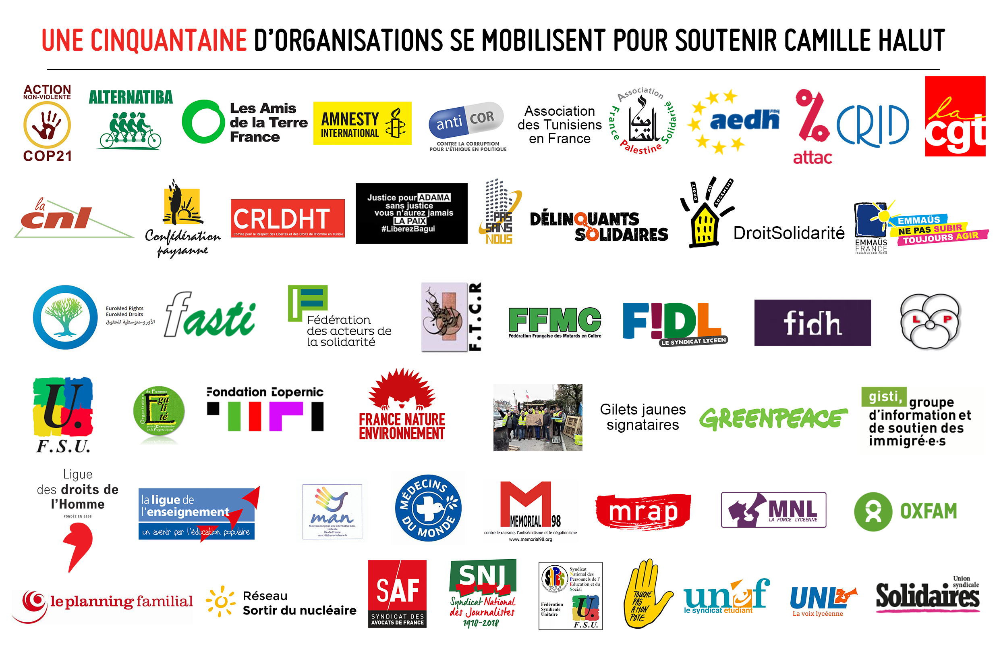 UNE CINQUANTAINE D'ORGANISATIONS SE MOBILISENT POUR SOUTENIR CAMILLE HALUT
ACTION
NON-VIOLENTE
COP21
ALTERNATIBA
Les Amis
de la Terre
France
AMNESTY
INTERNATIONAL
anti COR
CONTRE LA CORRUPTION
POUR L'ÉTHIQUE EN POLITIQUE
Association
des Tunisiens
en France
Association
France Palestine Solidarité
التضامن
aedh
FIDH
attac
CRID
la
cgt
la
cnl
Confédération
paysanne
CRLDHT
Comité pour le Respect des Libertés et des Droits de l'Homme en Tunisie
Justice pour ADAMA
sans justice
vous n'aurez jamais
LA PAIX
#LiberezBagui
PAS
SANS
NOUS
DÉLINQUANTS
SOLIDAIRES
DROIT
AU
LOGEMENT
DroitSolidarité
EMMAÜS
FRANCE
FONDATEUR ABBÉ PIERRE
EMMAÜS
NE PAS SUBIR
TOUJOURS AGIR
EuroMed Rights
EuroMed Droits
الأورو-متوسطية للحقوق
fasti
Fédération
des acteurs de
la solidarité
F.T.C.R
FFMC
Fédération Française des Motards en Colère
F!DL
LE SYNDICAT LYCEEN
fidh
L P
U.
F.S.U.
Organisation de Femmes
Egalité
pour l'Emancipation
et le Progrès social
Fondation Copernic
FRANCE NATURE
ENVIRONNEMENT
Gilets jaunes
signataires
GREENPEACE
gisti,
groupe
d'information et
de soutien des
immigré·e·s
Ligue
des droits de
l'Homme
FONDÉE EN 1898
la ligue de
l'enseignement
un avenir par l'éducation populaire
man
Mouvement pour une alternative non-
violente
Île-de-France
man.idf@nonviolence.fr
MÉDECINS
DU MONDE
MEMORIAL 98
contre le racisme, l'antisémitisme et le négationisme
www.memorial98.org
mrap
MNL
LA FORCE LYCEENNE
OXFAM
le planning familial
Réseau
Sortir du nucléaire
SAF
SYNDICAT DES
AVOCATS DE FRANCE
SNJ
Syndicat National
des Journalistes
1918-2018
SNPES
PJJ
Syndicat
National des
Personnels de l'
Education et du
Social
Fédération
Syndicale
Unitaire
U.
F.S.U.
TOUCHE
PAS
A MON
POTE
unef
le syndicat étudiant
UNL
La voix lycéenne
Union
syndicale
Solidaires